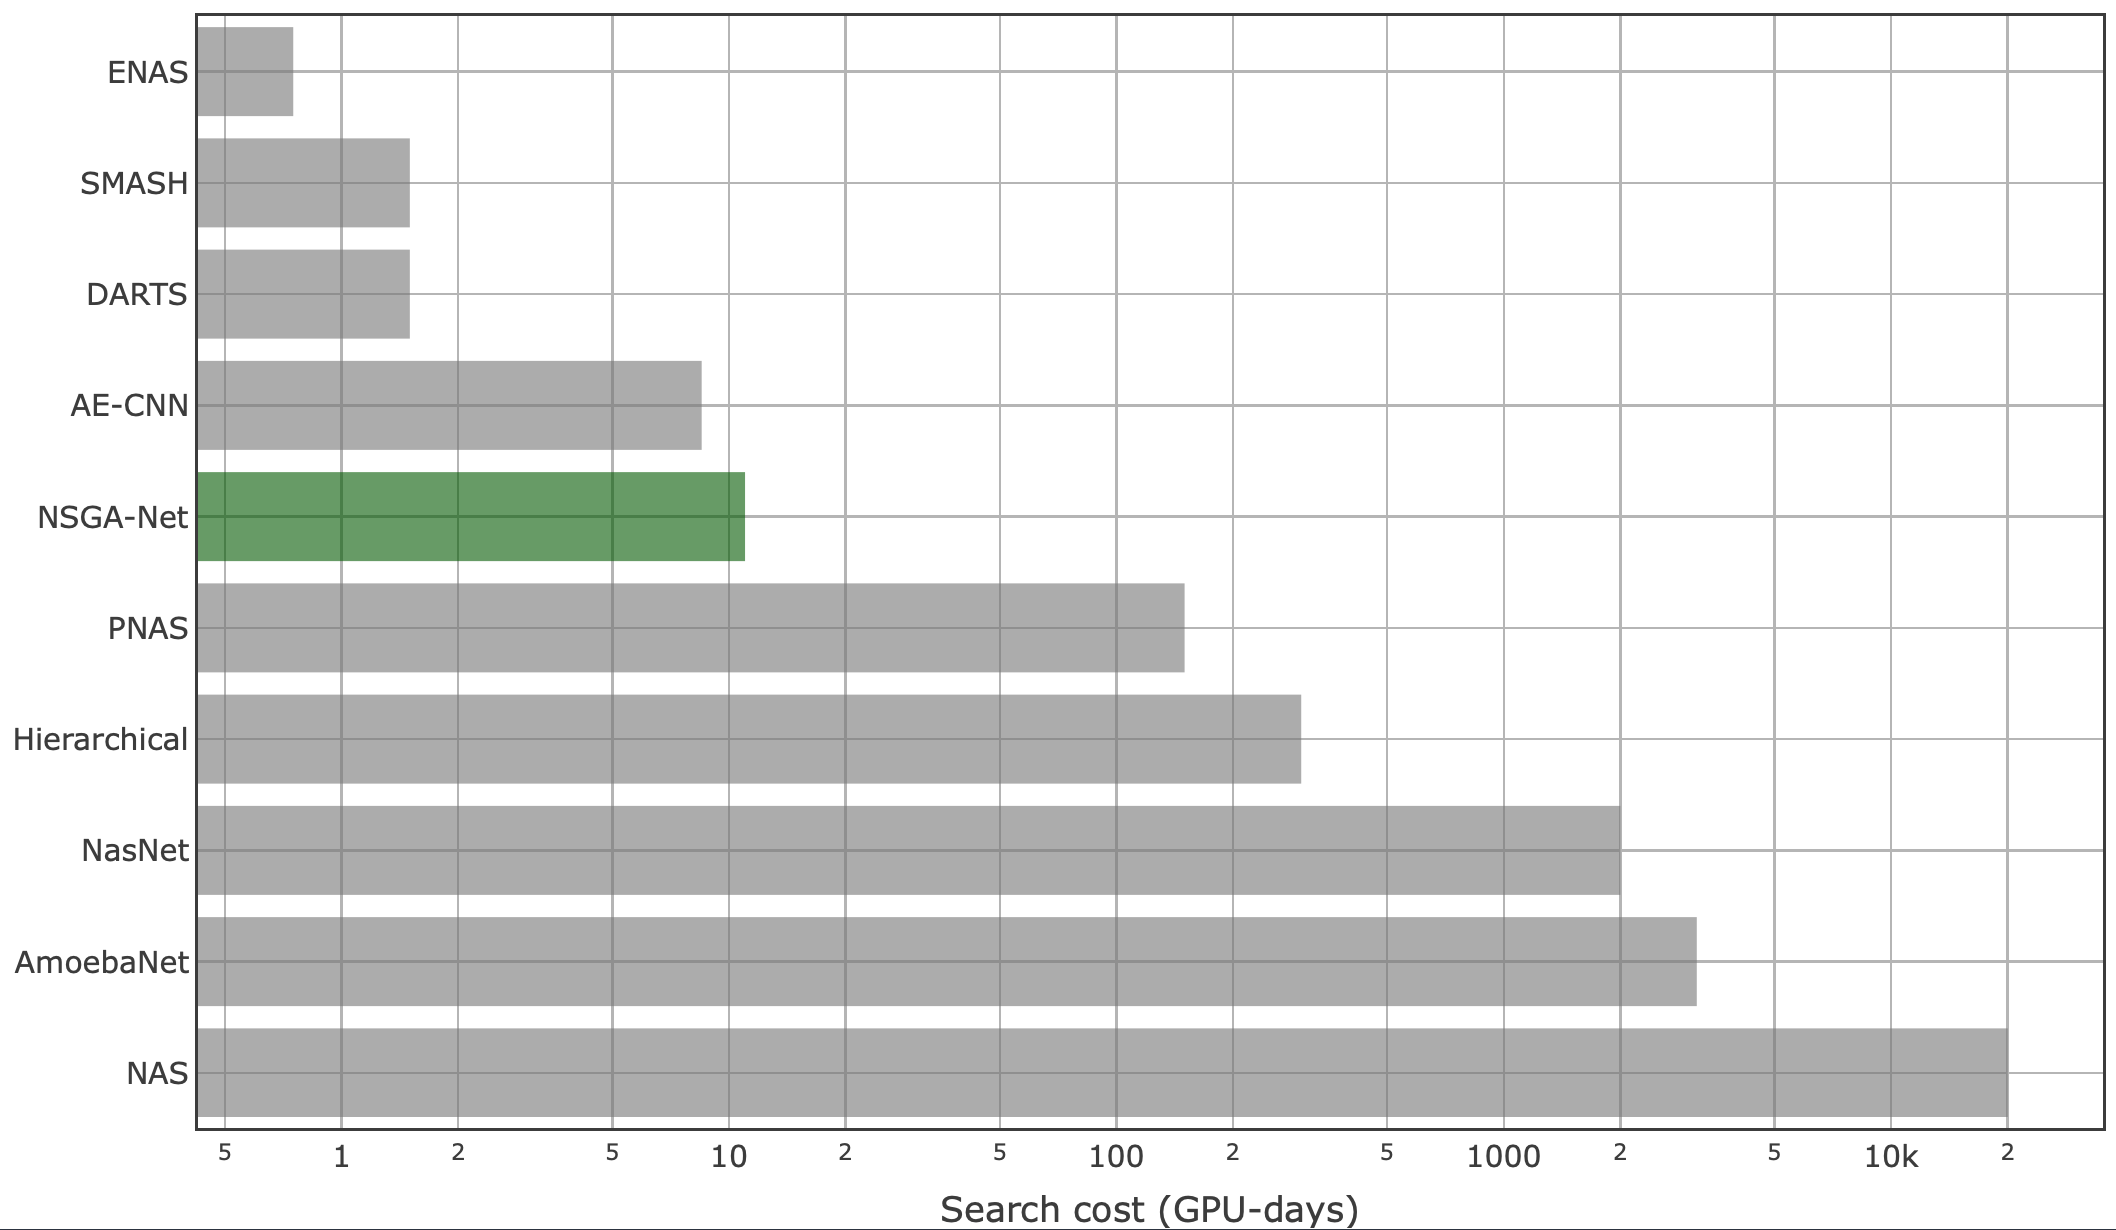 ENAS
SMASH
DARTS
AE-CNN
NSGA-Net
PNAS
Hierarchical
NasNet
AmoebaNet
NAS
5 1 2 5 10 2 5 100 2 5 1000 2 5 10k 2
Search cost (GPU-days)